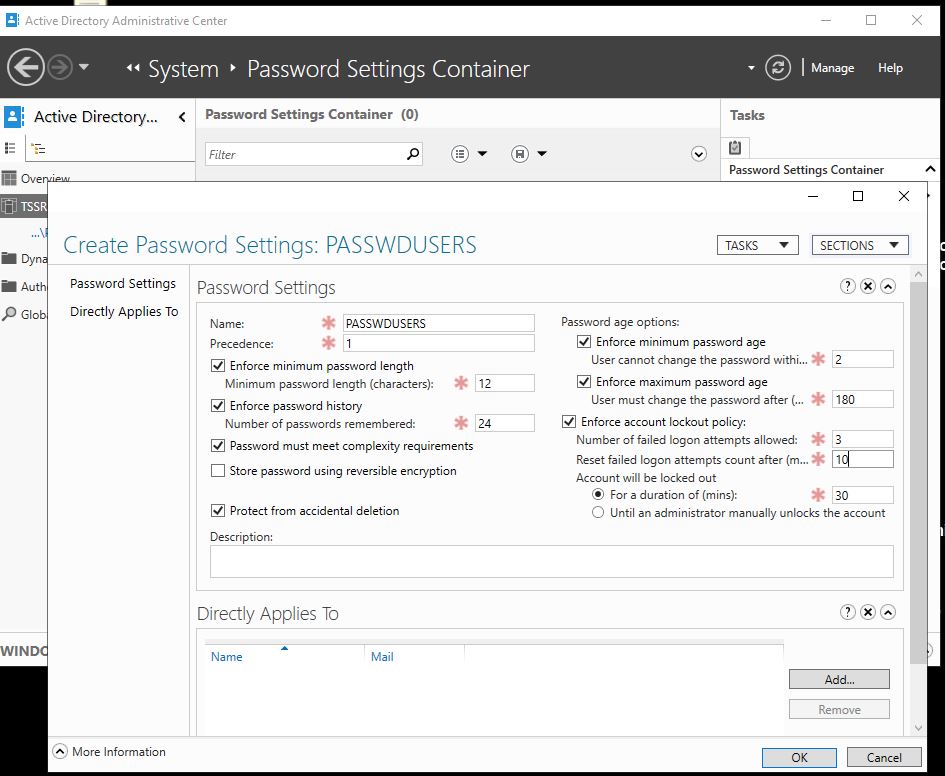 Active Directory Administrative Center
System
Password Settings Container
Manage
Help
Active Directory...
Password Settings Container (0)
Tasks
Filter
Password Settings Container
Overview
TSSR
...\
Dyna
Auth
Globa
WINDO
Create Password Settings: PASSWDUSERS
TASKS
SECTIONS
Password Settings
Directly Applies To
Password Settings
Name:
PASSWDUSERS
Precedence:
1
Enforce minimum password length
Minimum password length (characters):
12
Enforce password history
Number of passwords remembered:
24
Password must meet complexity requirements
Store password using reversible encryption
Protect from accidental deletion
Password age options:
Enforce minimum password age
User cannot change the password withi...
2
Enforce maximum password age
User must change the password after (...
180
Enforce account lockout policy:
Number of failed logon attempts allowed:
3
Reset failed logon attempts count after (m...
10
Account will be locked out
For a duration of (mins):
30
Until an administrator manually unlocks the account
Description:
Directly Applies To
Name
Mail
Add...
Remove
More Information
OK
Cancel